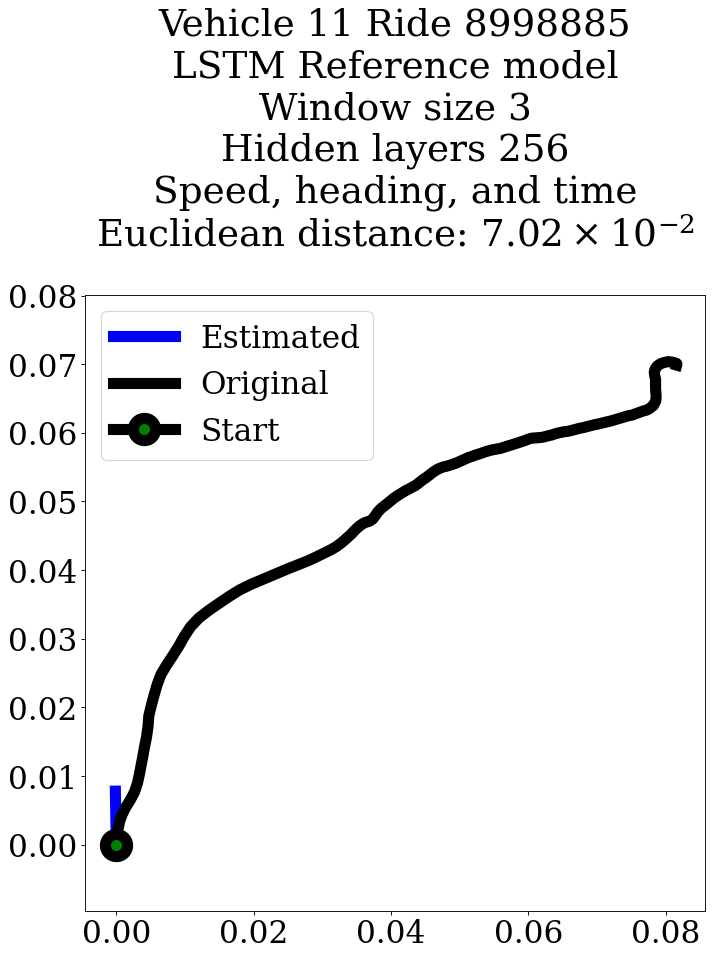 Vehicle 11 Ride 8998885
LSTM Reference model
Window size 3
Hidden layers 256
Speed, heading, and time
Euclidean distance: 7.02 × 10⁻²
0.08
0.07
0.06
0.05
0.04
0.03
0.02
0.01
0.00
Estimated
Original
Start
0.00 0.02 0.04 0.06 0.08